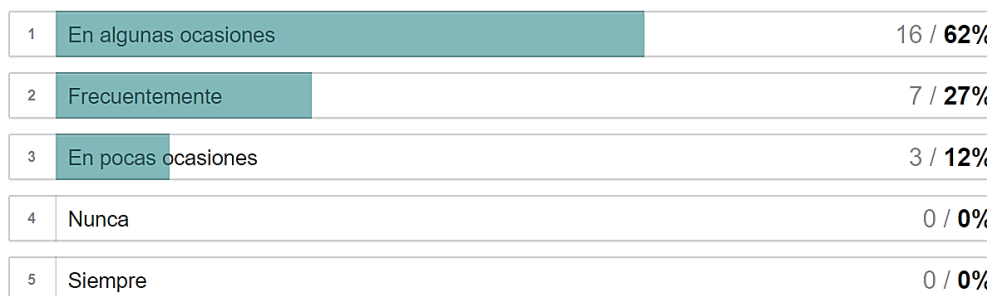 1 En algunas ocasiones 16 / 62%
2 Frecuentemente 7 / 27%
3 En pocas ocasiones 3 / 12%
4 Nunca 0 / 0%
5 Siempre 0 / 0%